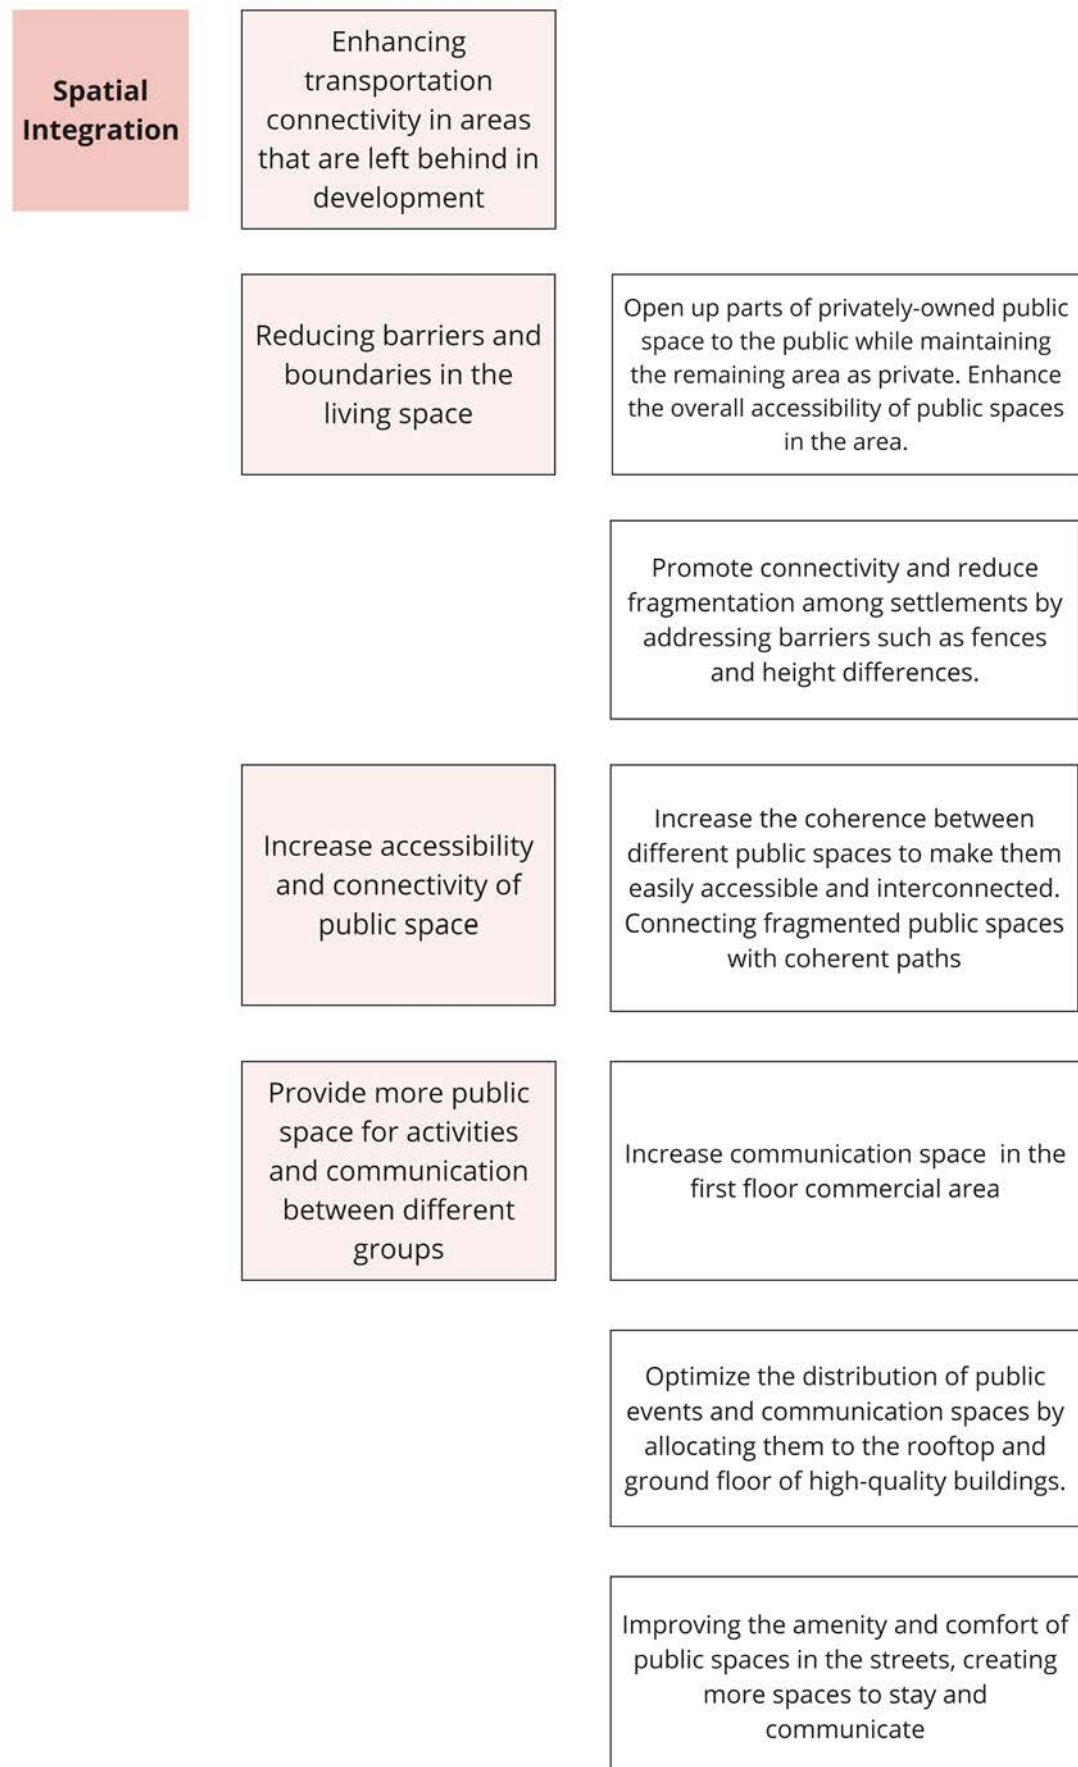 Spatial
Integration
Enhancing
transportation
connectivity in areas
that are left behind in
development
Reducing barriers and
boundaries in the
living space
Open up parts of privately-owned public
space to the public while maintaining
the remaining area as private. Enhance
the overall accessibility of public spaces
in the area.
Promote connectivity and reduce
fragmentation among settlements by
addressing barriers such as fences
and height differences.
Increase accessibility
and connectivity of
public space
Increase the coherence between
different public spaces to make them
easily accessible and interconnected.
Connecting fragmented public spaces
with coherent paths
Provide more public
space for activities
and communication
between different
groups
Increase communication space  in the
first floor commercial area
Optimize the distribution of public
events and communication spaces by
allocating them to the rooftop and
ground floor of high-quality buildings.
Improving the amenity and comfort of
public spaces in the streets, creating
more spaces to stay and
communicate